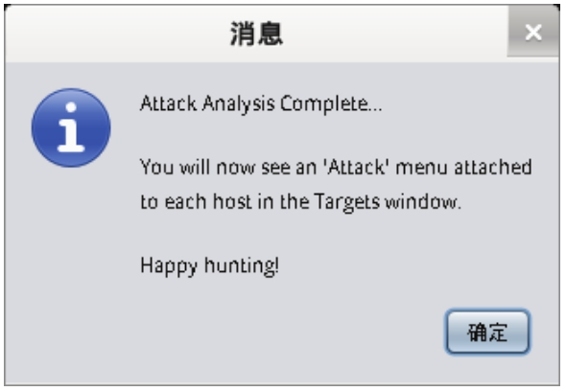 消息
Attack Analysis Complete...
You will now see an 'Attack' menu attached
to each host in the Targets window.
Happy hunting!
确定